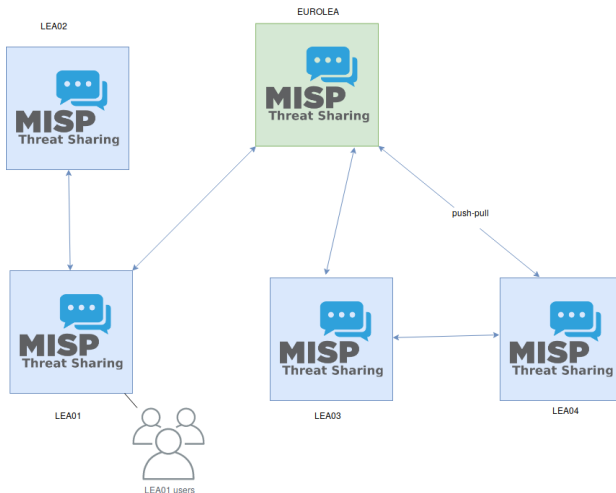 EUROLEA
LEA02
MISP
Threat Sharing
MISP
Threat Sharing
push-pull
MISP
Threat Sharing
MISP
Threat Sharing
MISP
Threat Sharing
LEA01
LEA03
LEA04
LEA01 users